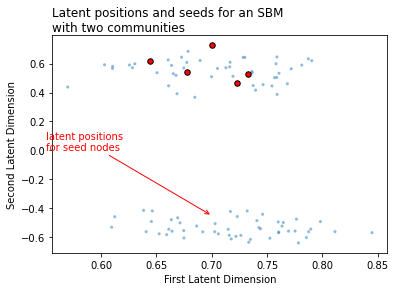 Latent positions and seeds for an SBM
with two communities
Second Latent Dimension
0.6
0.4
0.2
0.0
−0.2
−0.4
−0.6
latent positions
for seed nodes
0.60
0.65
0.70
0.75
0.80
0.85
First Latent Dimension